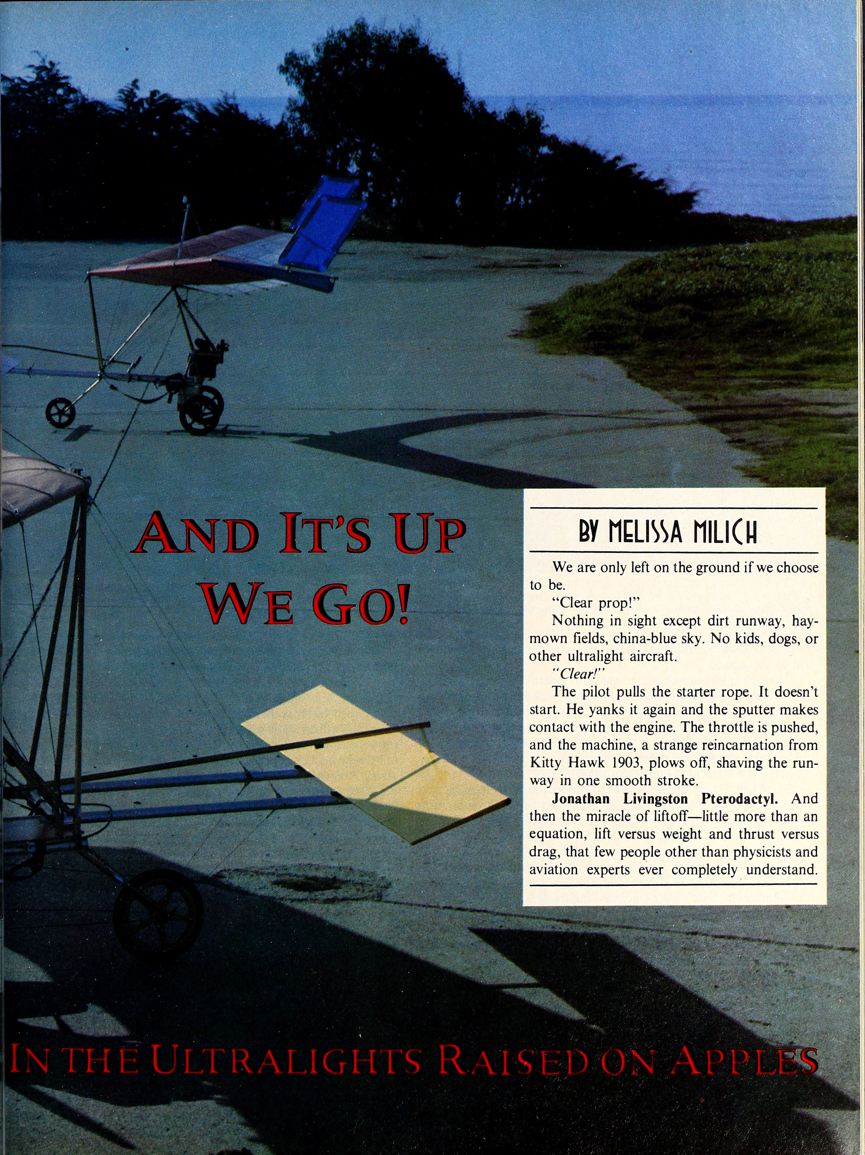 AND IT'S UP
WE GO!
BY MELISSA MILICH
We are only left on the ground if we choose
to be.
"Clear prop!"
Nothing in sight except dirt runway, hay-
mown fields, china-blue sky. No kids, dogs, or
other ultralight aircraft.
"Clear!"
The pilot pulls the starter rope. It doesn't
start. He yanks it again and the sputter makes
contact with the engine. The throttle is pushed,
and the machine, a strange reincarnation from
Kitty Hawk 1903, plows off, shaving the run-
way in one smooth stroke.
Jonathan Livingston Pterodactyl. And
then the miracle of liftoff—little more than an
equation, lift versus weight and thrust versus
drag, that few people other than physicists and
aviation experts ever completely understand.
IN THE ULTRALIGHTS RAISED ON APPLES